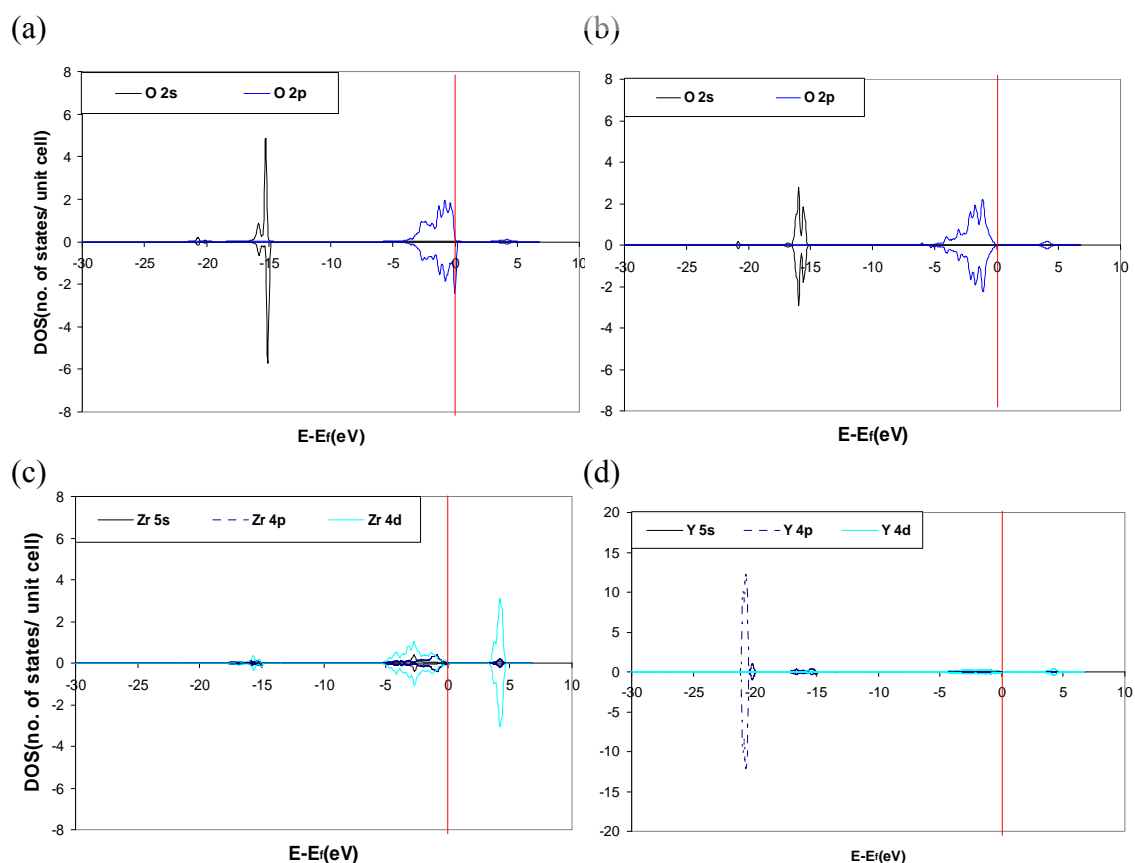 (a)
(b)
8
6
4
2
0
-2
-4
-6
-8
-30 -25 -20 -15 -10 -5 0 5 10
O 2s O 2p
DOS(no. of states/ unit cell)
E-Ef(eV)
8
6
4
2
0
-2
-4
-6
-8
-30 -25 -20 -15 -10 -5 0 5 10
O 2s O 2p
E-Ef(eV)
(c)
(d)
8
6
4
2
0
-2
-4
-6
-8
-30 -25 -20 -15 -10 -5 0 5 10
Zr 5s Zr 4p Zr 4d
DOS(no. of states/ unit cell)
E-Ef(eV)
20
15
10
5
0
-5
-10
-15
-20
-30 -25 -20 -15 -10 -5 0 5 10
Y 5s Y 4p Y 4d
E-Ef(eV)